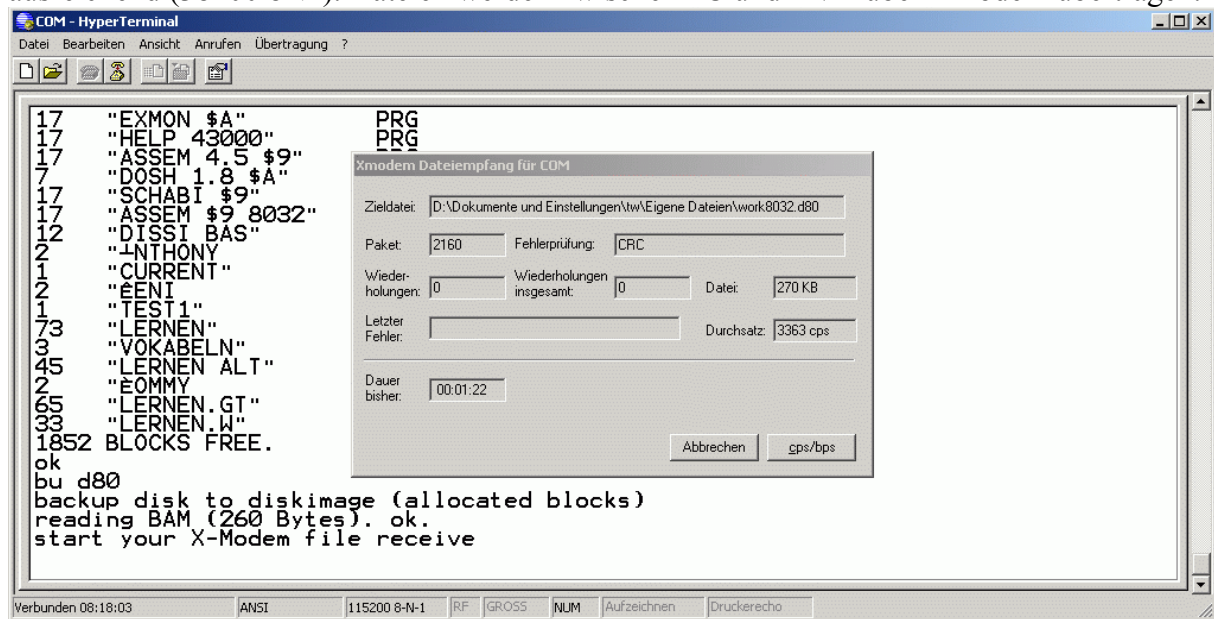 COM - HyperTerminal
Datei Bearbeiten Ansicht Anrufen Übertragung ?
17 "EXMON $A" PRG
17 "HELP 43000" PRG
17 "ASSEM 4.5 $9"
7 "DOSH 1.8 $A"
17 "SCHABI $9"
17 "ASSEM $9 8032"
12 "DISSI BAS"
2 "┴NTHONY
1 "CURRENT"
2 "ÊENI
1 "TEST1"
73 "LERNEN"
3 "VOKABELN"
45 "LERNEN ALT"
2 "ÈOMMY
65 "LERNEN.GT"
33 "LERNEN.W"
1852 BLOCKS FREE.
ok
bu d80
backup disk to diskimage (allocated blocks)
reading BAM (260 Bytes). ok.
start your X-Modem file receive
Xmodem Dateiempfang für COM
Zieldatei: D:\Dokumente und Einstellungen\tw\Eigene Dateien\work8032.d80
Paket: 2160 Fehlerprüfung: CRC
Wieder-
holungen: 0
Wiederholungen
insgesamt: 0
Datei: 270 KB
Letzter
Fehler:
Durchsatz: 3363 cps
Dauer
bisher: 00:01:22
Abbrechen cps/bps
Verbunden 08:18:03 ANSI 115200 8-N-1 RF GROSS NUM Aufzeichnen Druckerecho